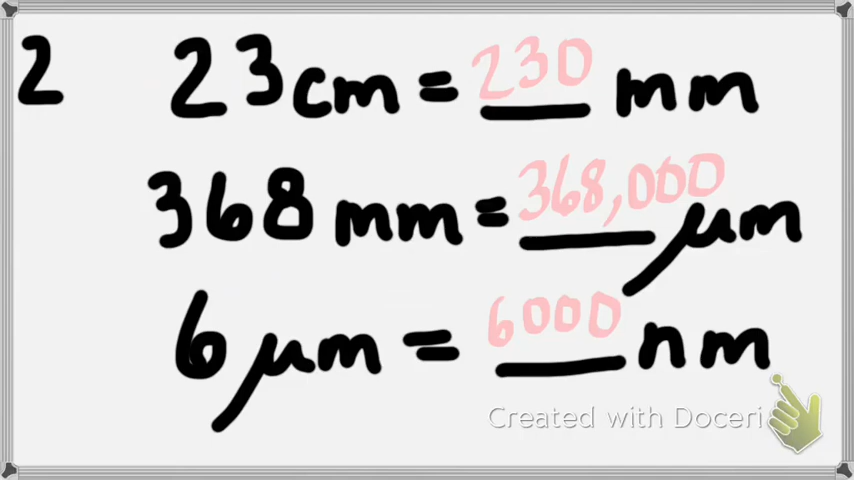 2 23cm = 230 mm
368 mm = 368,000 μm
6 μm = 6000 nm
Created with Doceri